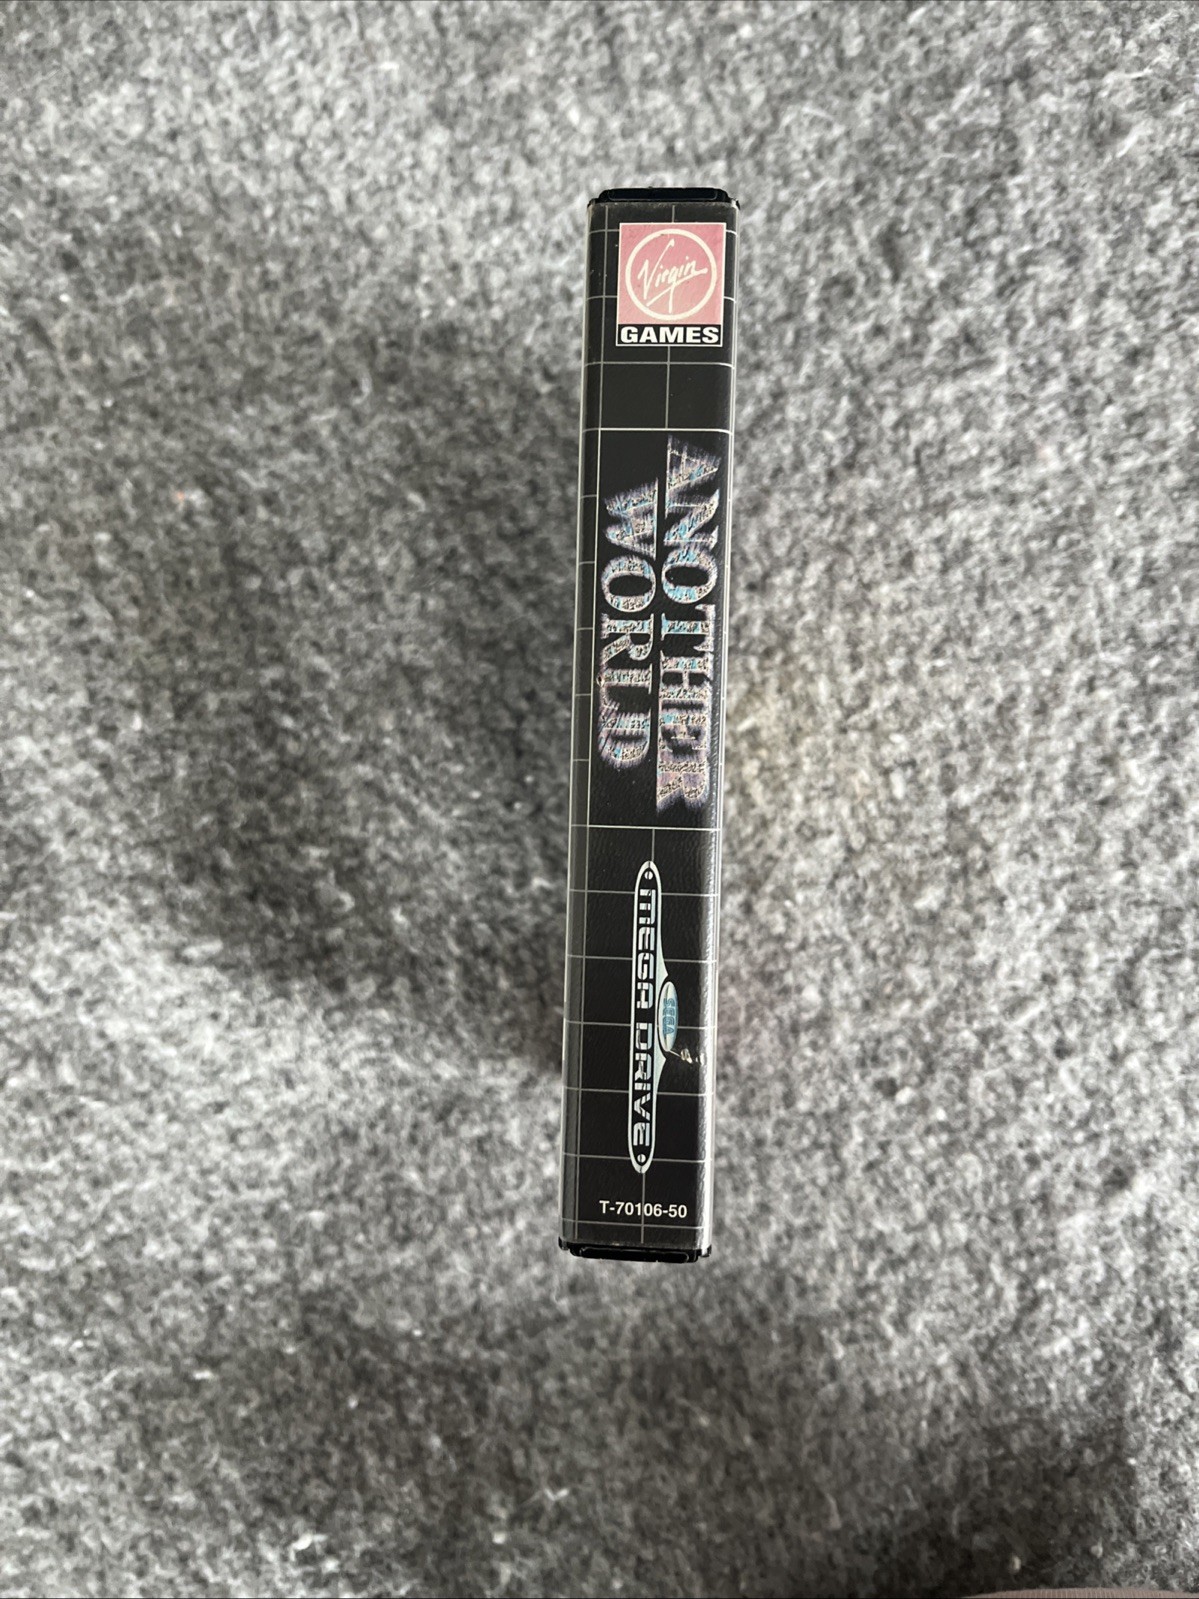 Virgin
GAMES
ANOTHER
WORLD
SEGA
MEGA DRIVE
T-70106-50